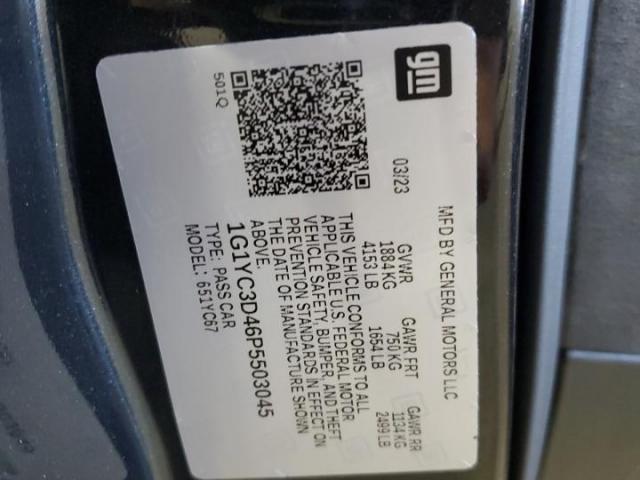 gm
MFD BY GENERAL MOTORS LLC
03/23
GVWR GAWR FRT GAWR RR
1884 KG 750 KG 1134 KG
4153 LB 1654 LB 2499 LB
THIS VEHICLE CONFORMS TO ALL
APPLICABLE U.S. FEDERAL MOTOR
VEHICLE SAFETY, BUMPER, AND THEFT
PREVENTION STANDARDS IN EFFECT ON
THE DATE OF MANUFACTURE SHOWN
ABOVE.
1G1YC3D46P5503045
TYPE: PASS CAR
MODEL: 651YC67
501Q